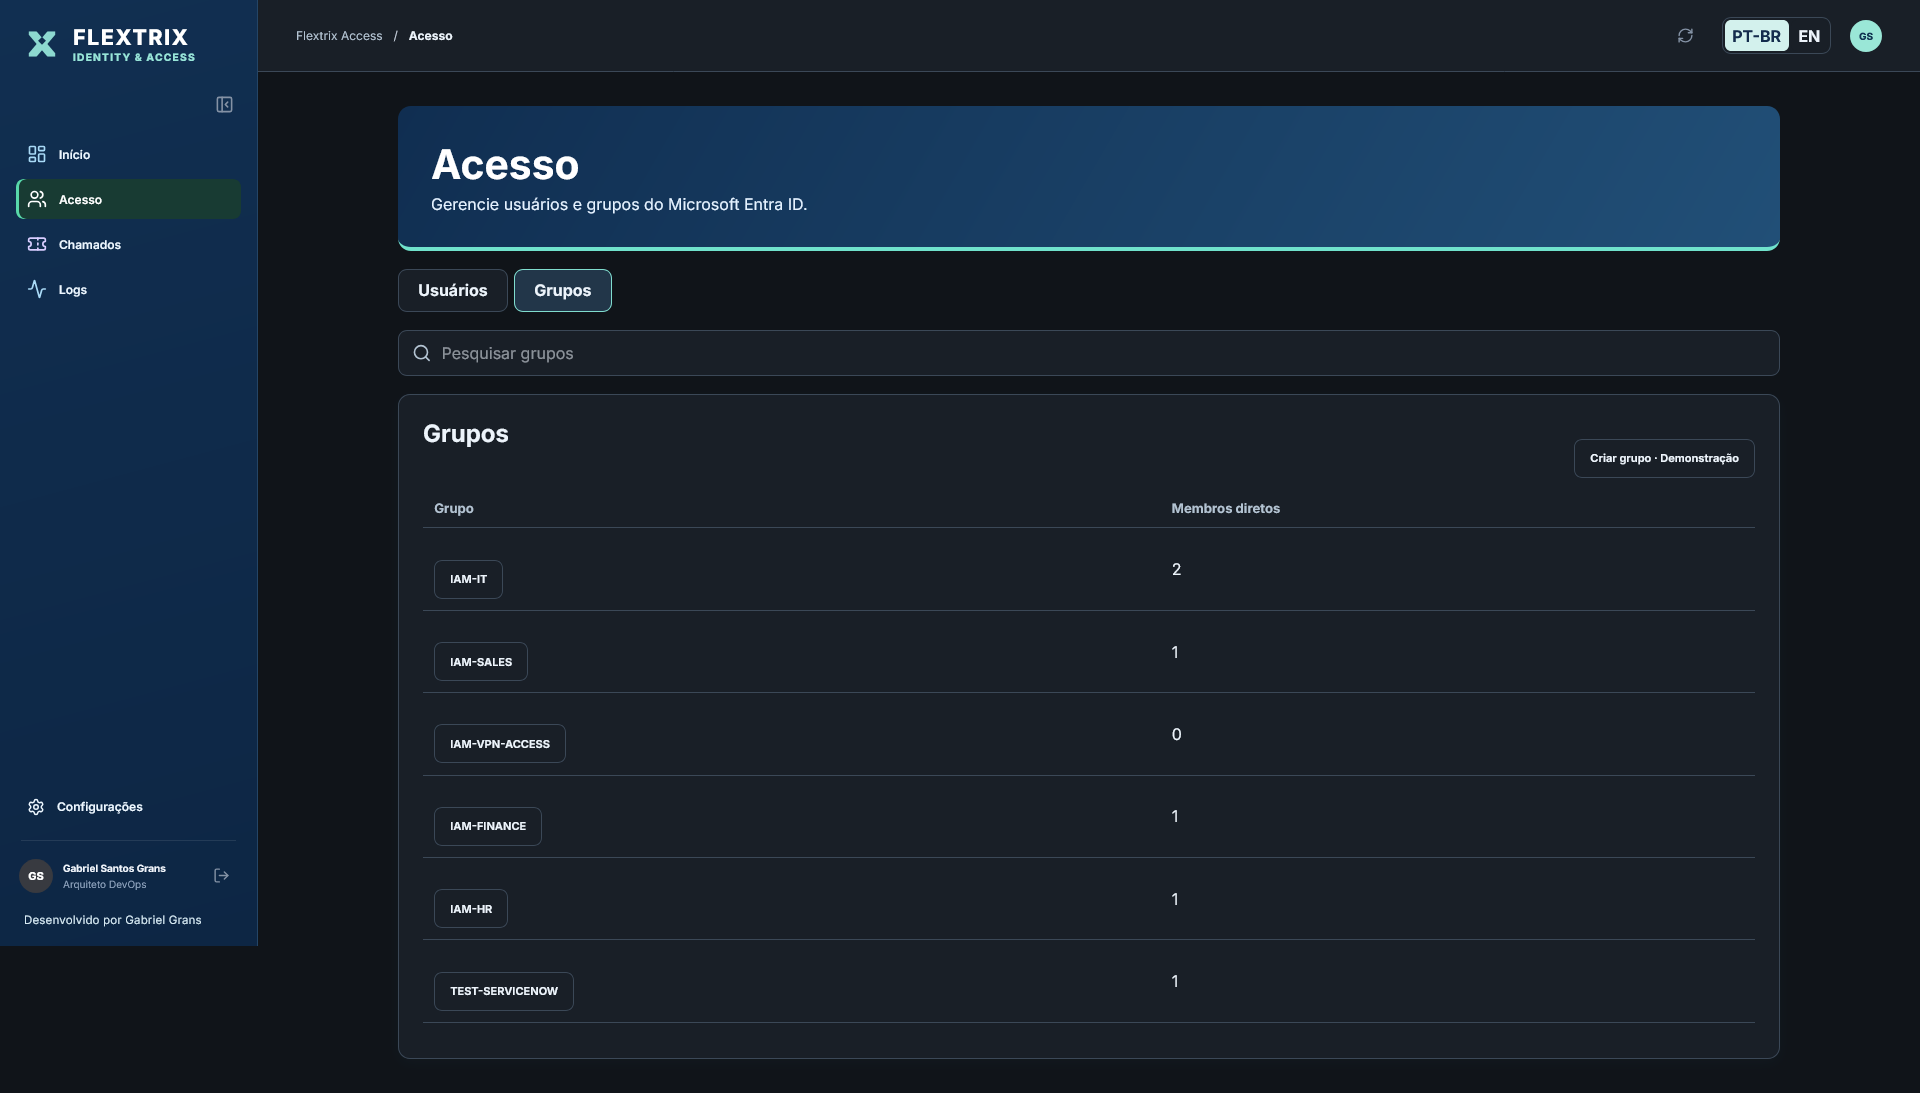 FLEXTRIX
IDENTITY & ACCESS
Flextrix Access / Acesso
PT-BR EN
GS
Início
Acesso
Chamados
Logs
Configurações
GS
Gabriel Santos Grans
Arquiteto DevOps
Desenvolvido por Gabriel Grans
Acesso
Gerencie usuários e grupos do Microsoft Entra ID.
Usuários
Grupos
Pesquisar grupos
Grupos
Criar grupo · Demonstração
Grupo Membros diretos
IAM-IT 2
IAM-SALES 1
IAM-VPN-ACCESS 0
IAM-FINANCE 1
IAM-HR 1
TEST-SERVICENOW 1